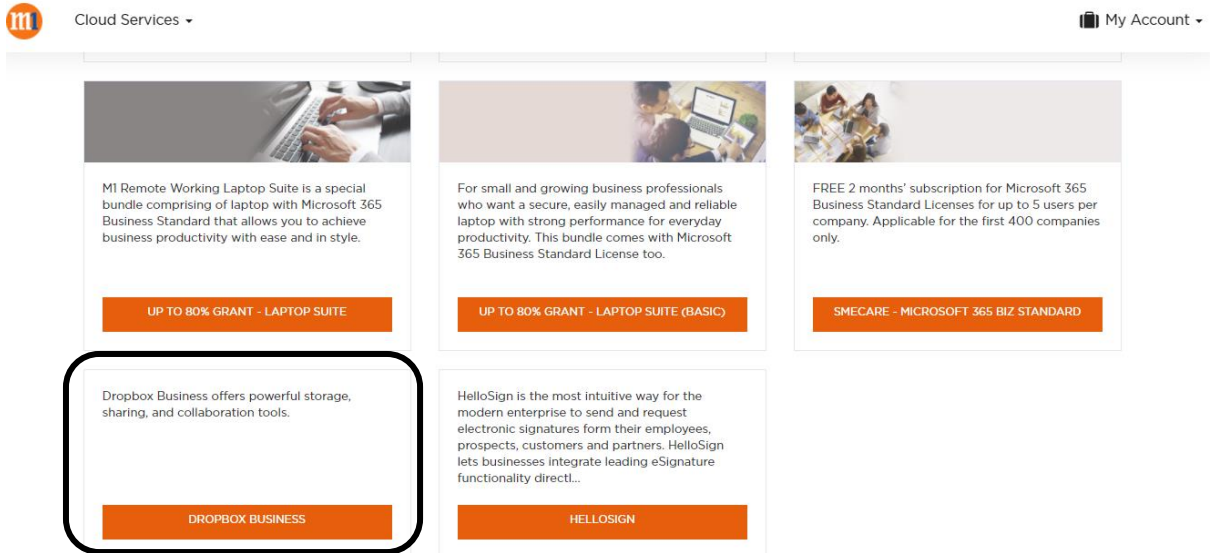 m1
Cloud Services
My Account
M1 Remote Working Laptop Suite is a special
bundle comprising of laptop with Microsoft 365
Business Standard that allows you to achieve
business productivity with ease and in style.
UP TO 80% GRANT - LAPTOP SUITE
For small and growing business professionals
who want a secure, easily managed and reliable
laptop with strong performance for everyday
productivity. This bundle comes with Microsoft
365 Business Standard License too.
UP TO 80% GRANT - LAPTOP SUITE (BASIC)
FREE 2 months' subscription for Microsoft 365
Business Standard Licenses for up to 5 users per
company. Applicable for the first 400 companies
only.
SMECARE - MICROSOFT 365 BIZ STANDARD
Dropbox Business offers powerful storage,
sharing, and collaboration tools.
DROPBOX BUSINESS
HelloSign is the most intuitive way for the
modern enterprise to send and request
electronic signatures form their employees,
prospects, customers and partners. HelloSign
lets businesses integrate leading eSignature
functionality directl...
HELLOSIGN